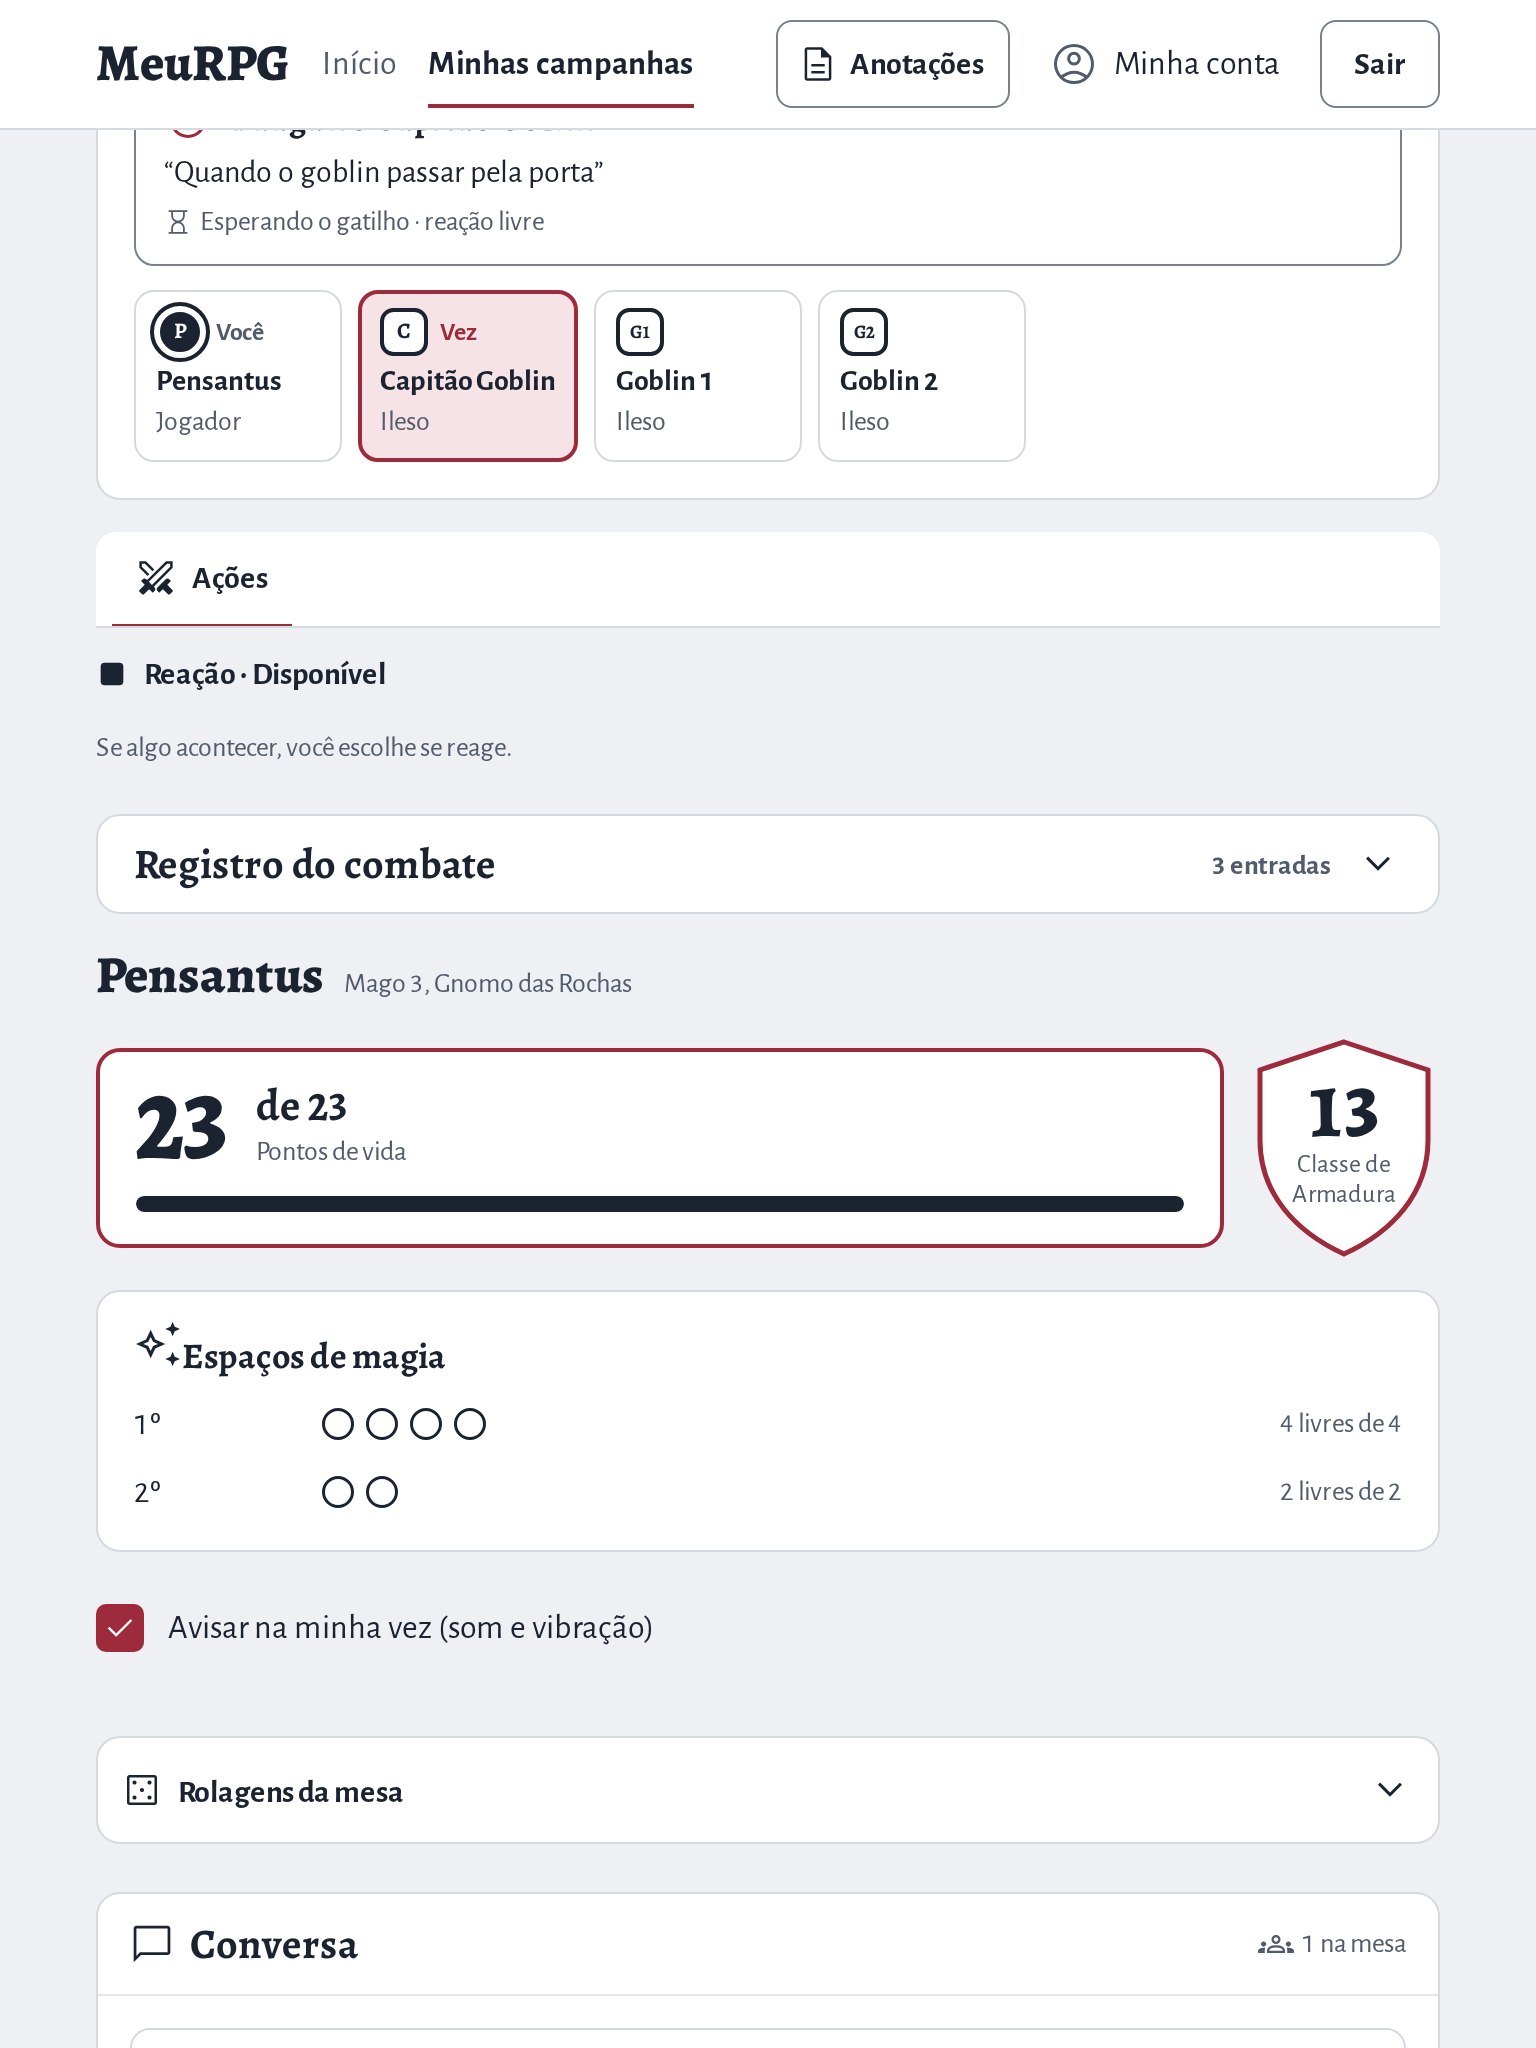 MeuRPG
Início
Minhas campanhas
Anotações
Minha conta
Sair
“Quando o goblin passar pela porta”
Esperando o gatilho · reação livre
P Você
Pensantus
Jogador
C Vez
Capitão Goblin
Ileso
G1
Goblin 1
Ileso
G2
Goblin 2
Ileso
Ações
Reação · Disponível
Se algo acontecer, você escolhe se reage.
Registro do combate
3 entradas
Pensantus
Mago 3, Gnomo das Rochas
23 de 23
Pontos de vida
13
Classe de
Armadura
Espaços de magia
1º
4 livres de 4
2º
2 livres de 2
Avisar na minha vez (som e vibração)
Rolagens da mesa
Conversa
1 na mesa